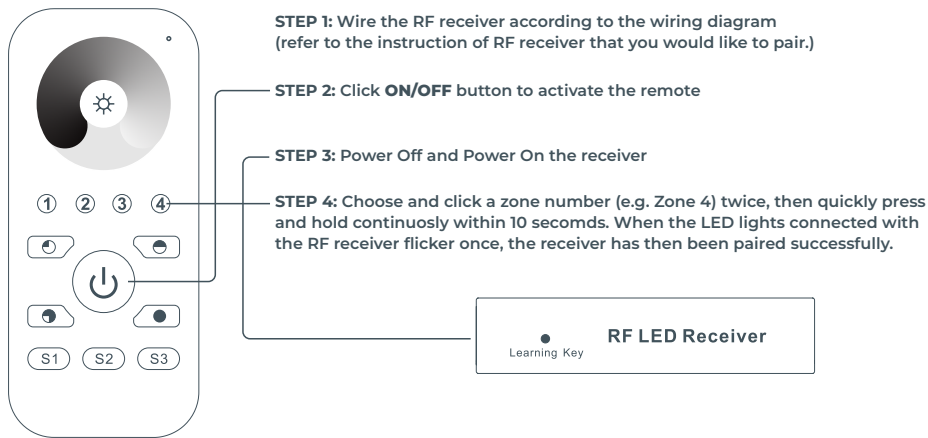 STEP 1: Wire the RF receiver according to the wiring diagram
(refer to the instruction of RF receiver that you would like to pair.)
STEP 2: Click ON/OFF button to activate the remote
STEP 3: Power Off and Power On the receiver
1 2 3 4
STEP 4: Choose and click a zone number (e.g. Zone 4) twice, then quickly press
and hold continuosly within 10 secomds. When the LED lights connected with
the RF receiver flicker once, the receiver has then been paired successfully.
RF LED Receiver
Learning Key
S1 S2 S3